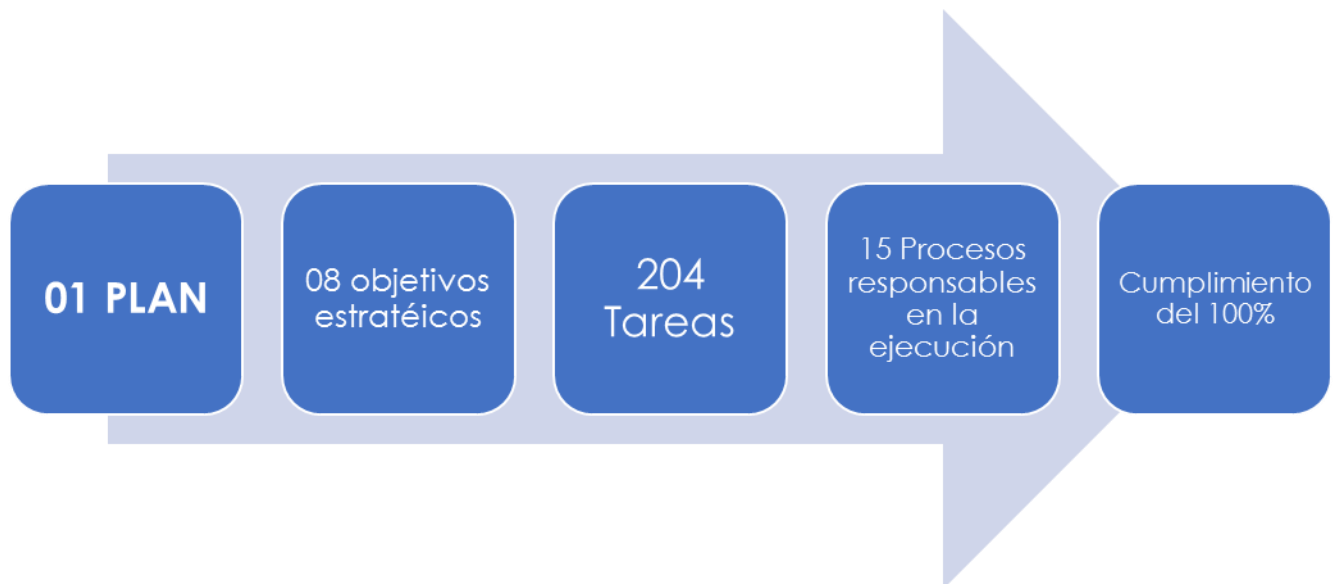 01 PLAN
08 objetivos
estratéicos
204
Tareas
15 Procesos
responsables
en la
ejecución
Cumplimiento
del 100%